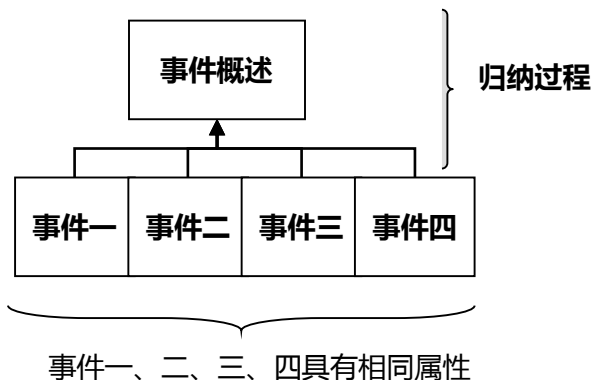 事件概述
归纳过程
事件一
事件二
事件三
事件四
事件一、二、三、四具有相同属性